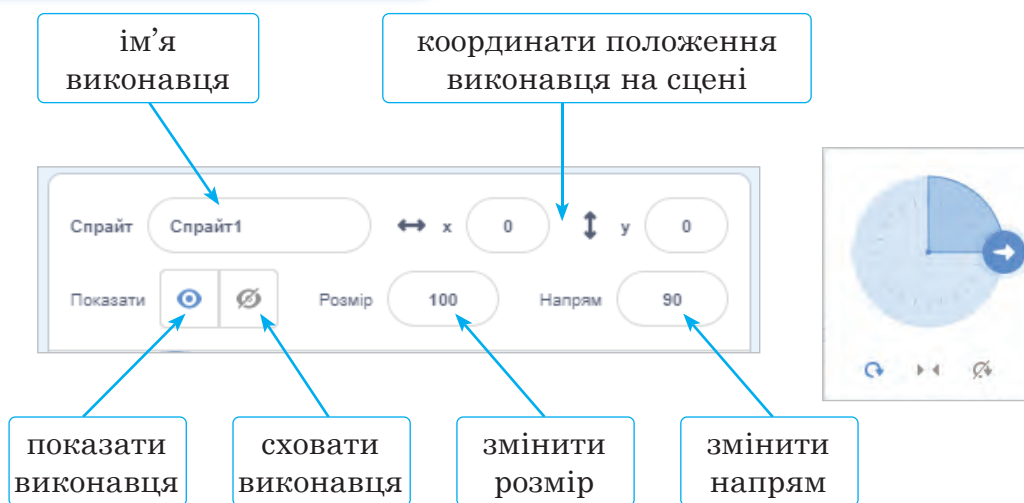 ім’я
виконавця
координати положення
виконавця на сцені
Спрайт Спрайт1 x 0 y 0
Показати Розмір 100 Напрям 90
показати
виконавця
сховати
виконавця
змінити
розмір
змінити
напрям